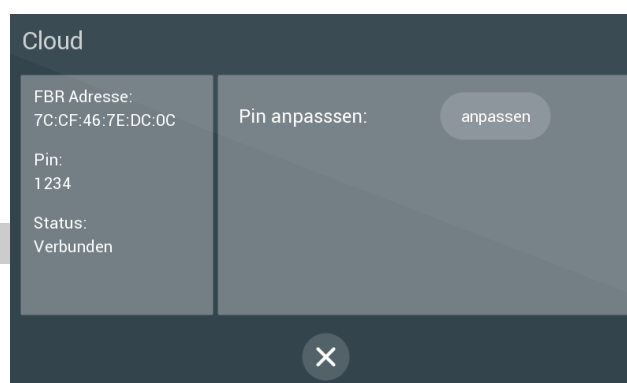 Cloud
FBR Adresse:
7C:CF:46:7E:DC:0C
Pin:
1234
Status:
Verbunden
Pin anpasssen:
anpassen